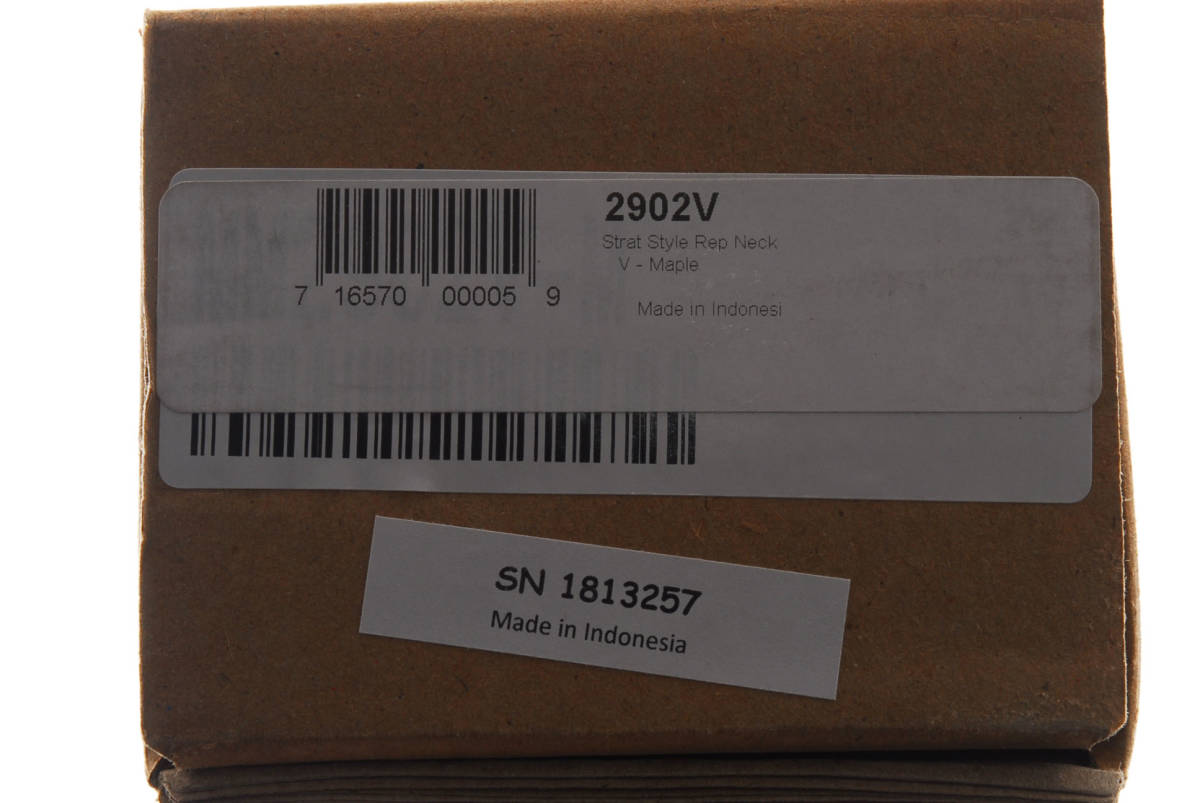 2902V
Strat Style Rep Neck
V - Maple
Made in Indonesi
7 16570 00005 9
SN 1813257
Made in Indonesia